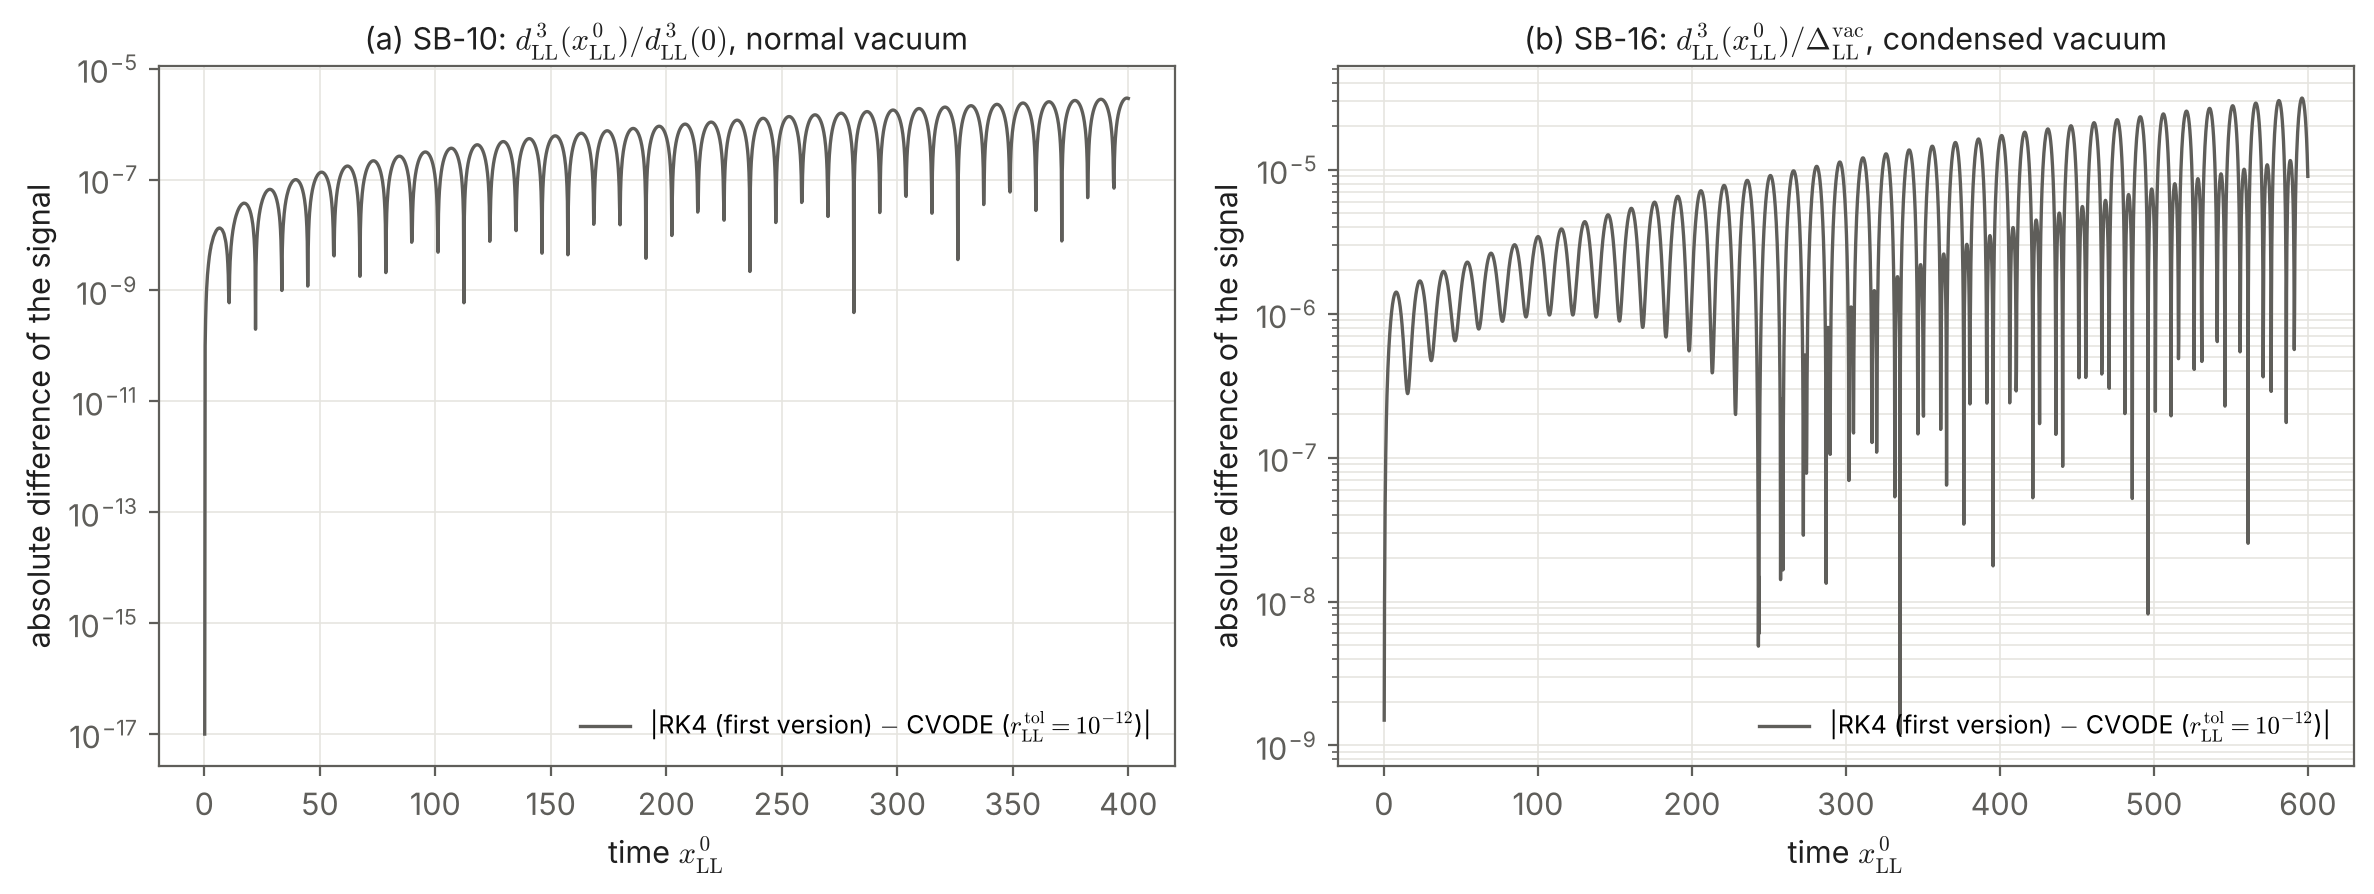 (a) SB-10: d³_LL(x⁰_LL)/d³_LL(0), normal vacuum
absolute difference of the signal
10⁻⁵
10⁻⁷
10⁻⁹
10⁻¹¹
10⁻¹³
10⁻¹⁵
10⁻¹⁷
|RK4 (first version) − CVODE (r^tol_LL = 10⁻¹²)|
0 50 100 150 200 250 300 350 400
time x⁰_LL
(b) SB-16: d³_LL(x⁰_LL)/Δ^vac_LL, condensed vacuum
absolute difference of the signal
10⁻⁵
10⁻⁶
10⁻⁷
10⁻⁸
10⁻⁹
|RK4 (first version) − CVODE (r^tol_LL = 10⁻¹²)|
0 100 200 300 400 500 600
time x⁰_LL